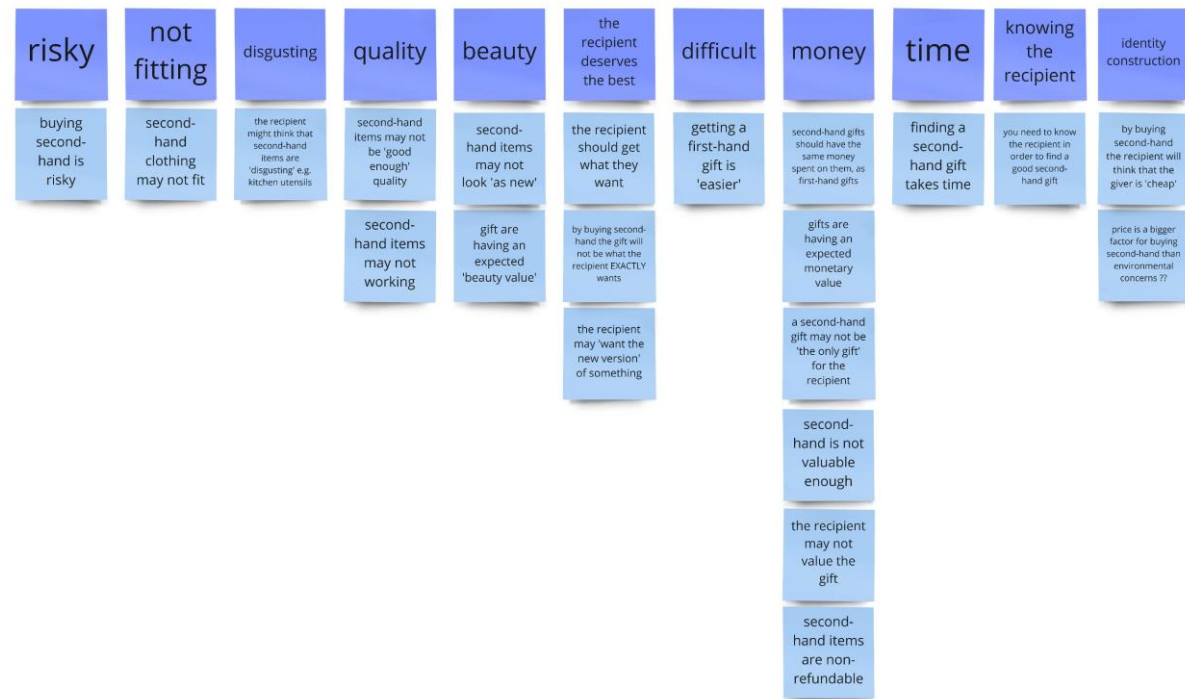 risky
not
fitting
disgusting
quality
beauty
the
recipient
deserves
the best
difficult
money
time
knowing
the
recipient
identity
construction
buying
second-
hand is
risky
second-
hand
clothing
may not fit
the recipient
might think that
second-hand
items are
'disgusting' e.g.
kitchen utensils
second-hand
items may not
be 'good
enough'
quality
second-
hand items
may not
look 'as new'
the recipient
should get
what they
want
getting a
first-hand
gift is
'easier'
second-hand gifts
should have the
same money
spent on them, as
first-hand gifts
finding a
second-
hand gift
takes time
you need to know
the recipient in
order to find a
good second-
hand gift
by buying
second-hand
the recipient will
think that the
giver is 'cheap'
second-
hand items
may not
working
gift are
having an
expected
'beauty value'
by buying second-
hand the gift will
not be what the
recipient EXACTLY
wants
gifts are
having an
expected
monetary
value
price is a bigger
factor for buying
second-hand than
environmental
concerns ??
the recipient
may 'want the
new version'
of something
a second-hand
gift may not be
'the only gift'
for the
recipient
second-
hand is not
valuable
enough
the recipient
may not
value the
gift
second-
hand items
are non-
refundable